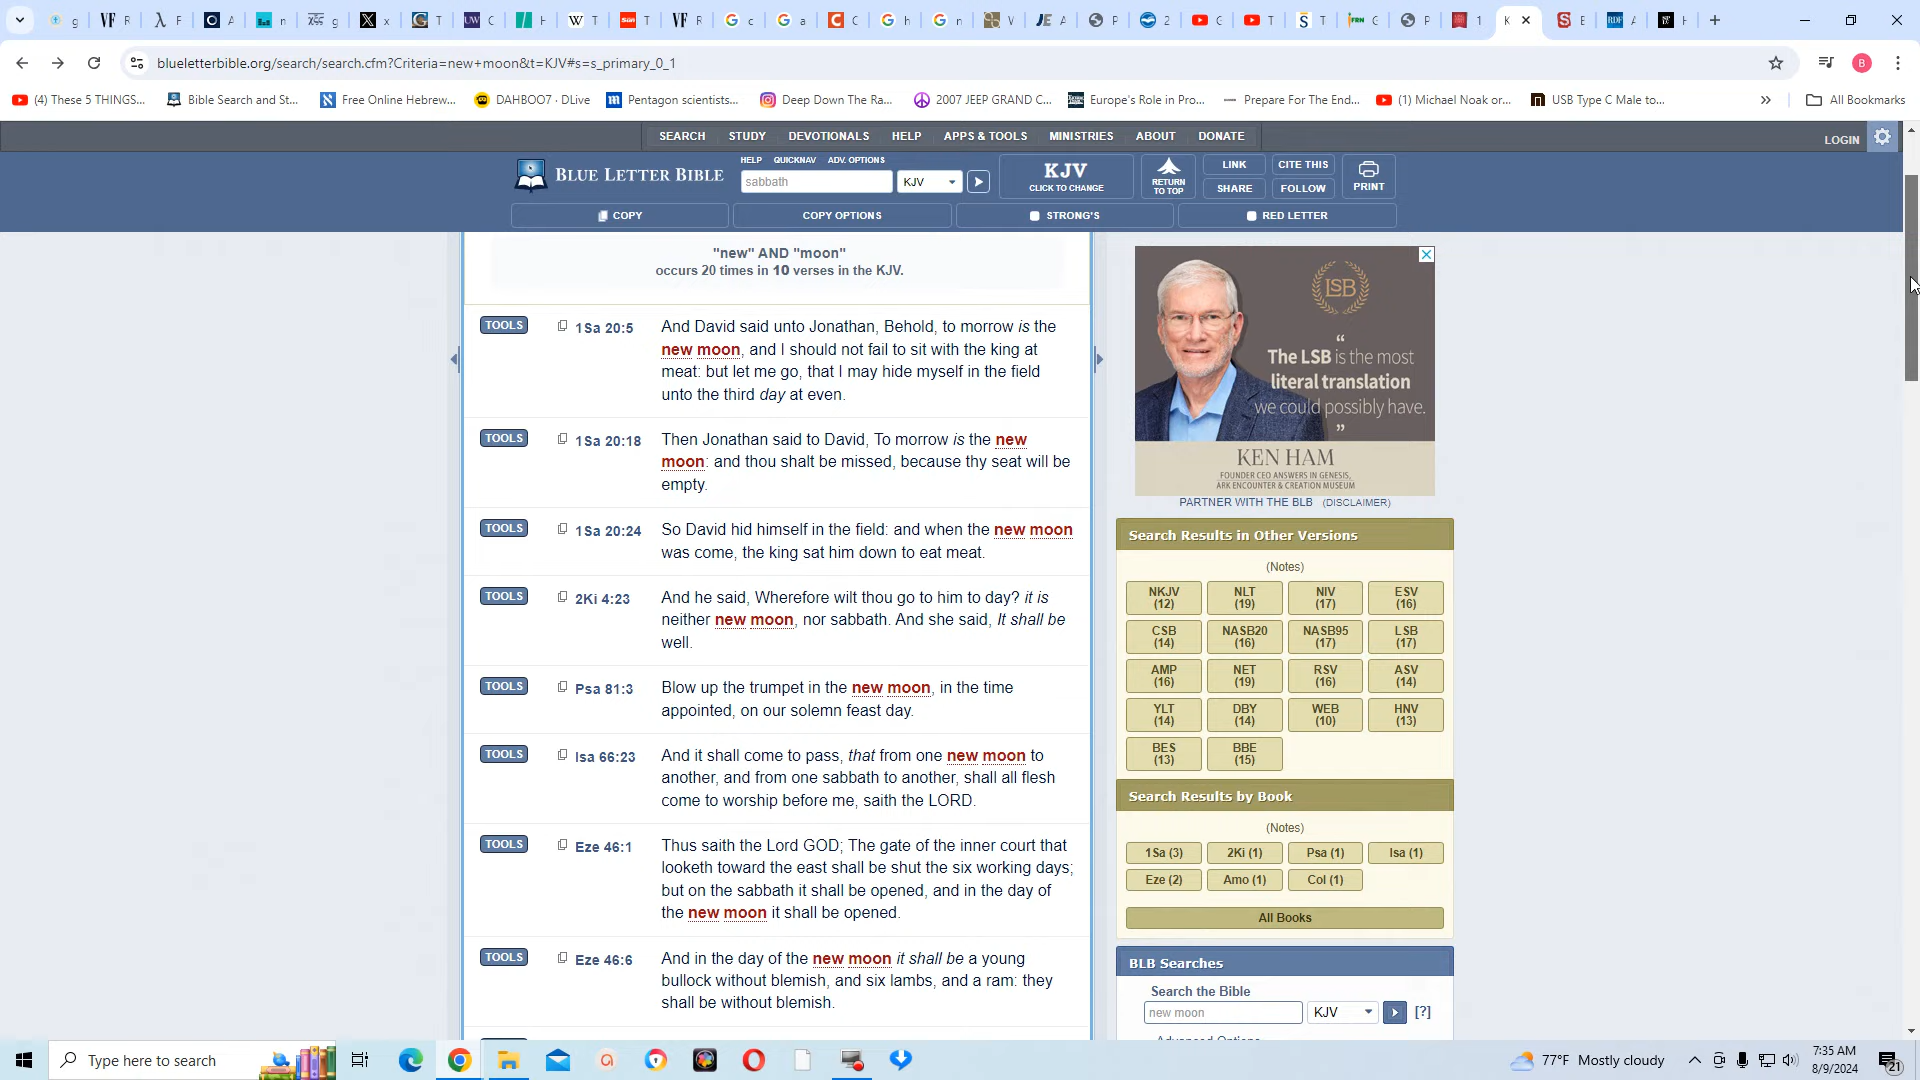 blueletterbible.org/search/search.cfm?Criteria=new+moon&t=KJV#s=s_primary_0_1
(4) These 5 THINGS...
Bible Search and St...
Free Online Hebrew...
DAHBOO7 · DLive
Pentagon scientists...
Deep Down The Ra...
2007 JEEP GRAND C...
Europe's Role in Pro...
Prepare For The End...
(1) Michael Noak or...
USB Type C Male to...
All Bookmarks
SEARCH STUDY DEVOTIONALS HELP APPS & TOOLS MINISTRIES ABOUT DONATE
LOGIN
BLUE LETTER BIBLE
HELP QUICKNAV ADV. OPTIONS
sabbath
KJV
KJV
CLICK TO CHANGE
RETURN
TO TOP
LINK
CITE THIS
SHARE
FOLLOW
PRINT
COPY
COPY OPTIONS
STRONG'S
RED LETTER
"new" AND "moon"
occurs 20 times in 10 verses in the KJV.
TOOLS
1Sa 20:5
And David said unto Jonathan, Behold, to morrow is the
new moon, and I should not fail to sit with the king at
meat: but let me go, that I may hide myself in the field
unto the third day at even.
TOOLS
1Sa 20:18
Then Jonathan said to David, To morrow is the new
moon: and thou shalt be missed, because thy seat will be
empty.
TOOLS
1Sa 20:24
So David hid himself in the field: and when the new moon
was come, the king sat him down to eat meat.
TOOLS
2Ki 4:23
And he said, Wherefore wilt thou go to him to day? it is
neither new moon, nor sabbath. And she said, It shall be
well.
TOOLS
Psa 81:3
Blow up the trumpet in the new moon, in the time
appointed, on our solemn feast day.
TOOLS
Isa 66:23
And it shall come to pass, that from one new moon to
another, and from one sabbath to another, shall all flesh
come to worship before me, saith the LORD.
TOOLS
Eze 46:1
Thus saith the Lord GOD; The gate of the inner court that
looketh toward the east shall be shut the six working days;
but on the sabbath it shall be opened, and in the day of
the new moon it shall be opened.
TOOLS
Eze 46:6
And in the day of the new moon it shall be a young
bullock without blemish, and six lambs, and a ram: they
shall be without blemish.
LSB
“
The LSB is the most
literal translation
we could possibly have.
”
KEN HAM
FOUNDER CEO ANSWERS IN GENESIS,
ARK ENCOUNTER & CREATION MUSEUM
PARTNER WITH THE BLB (DISCLAIMER)
Search Results in Other Versions
(Notes)
NKJV NLT NIV ESV
(12) (19) (17) (16)
CSB NASB20 NASB95 LSB
(14) (16) (17) (17)
AMP NET RSV ASV
(16) (19) (16) (14)
YLT DBY WEB HNV
(14) (14) (10) (13)
BES BBE
(13) (15)
Search Results by Book
(Notes)
1Sa (3) 2Ki (1) Psa (1) Isa (1)
Eze (2) Amo (1) Col (1)
All Books
BLB Searches
Search the Bible
new moon
KJV
[?]
Type here to search
77°F Mostly cloudy
7:35 AM
8/9/2024
21